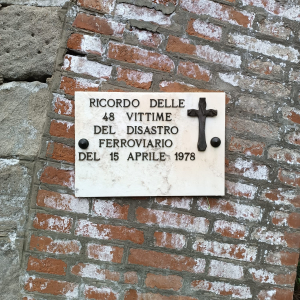 RICORDO DELLE
48 VITTIME
DEL DISASTRO
FERROVIARIO
DEL 15 APRILE 1978